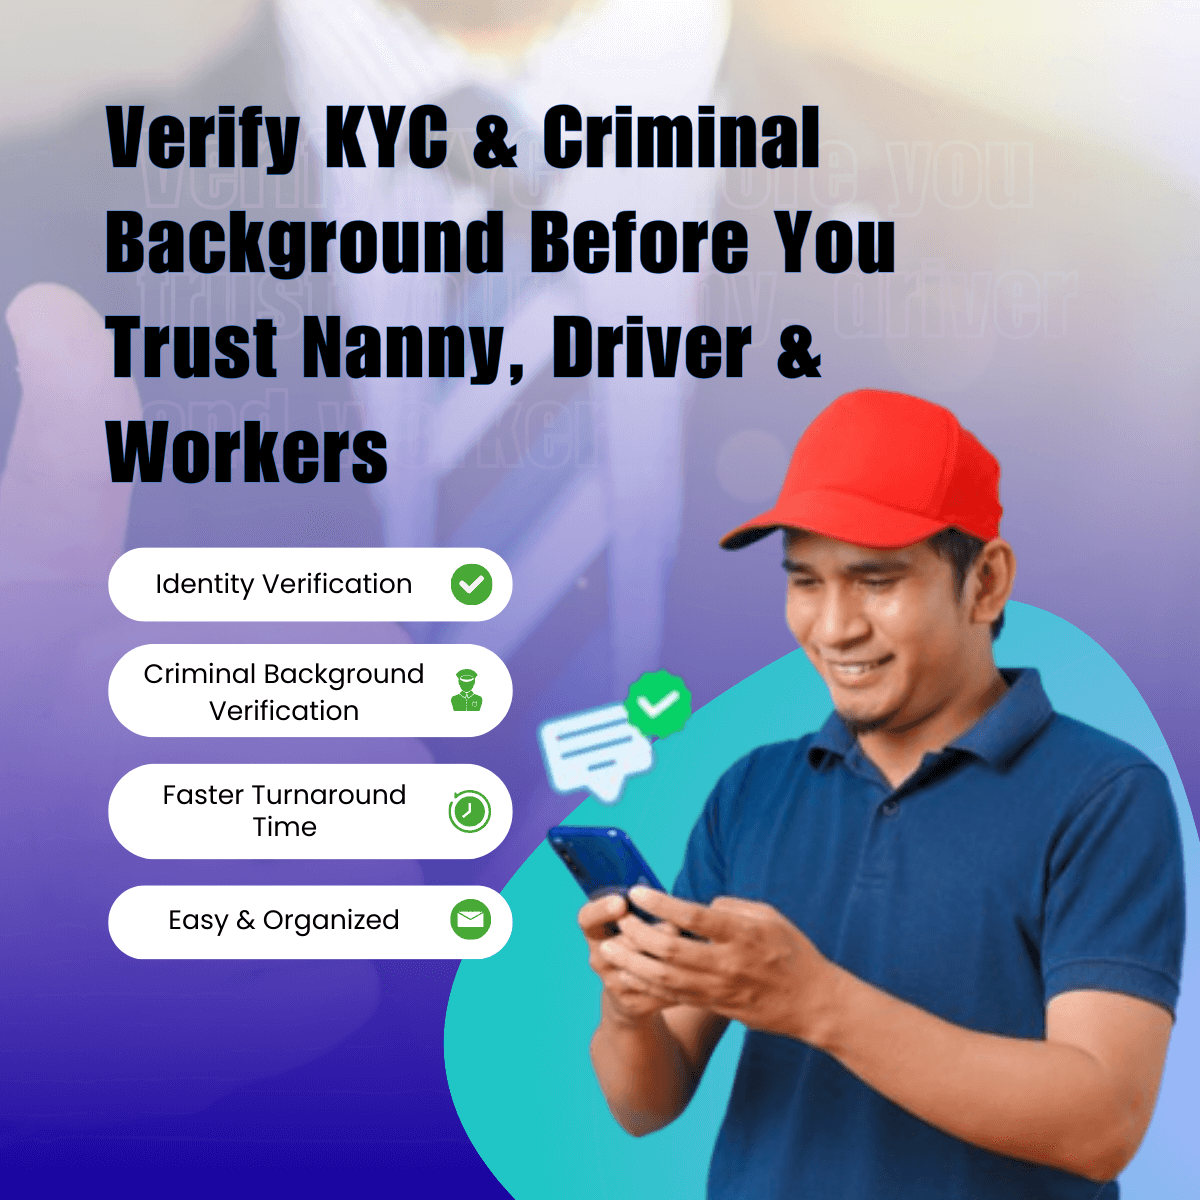 Verify KYC & Criminal
Background Before You
Trust Nanny, Driver &
Workers
Identity Verification
Criminal Background
Verification
Faster Turnaround
Time
Easy & Organized